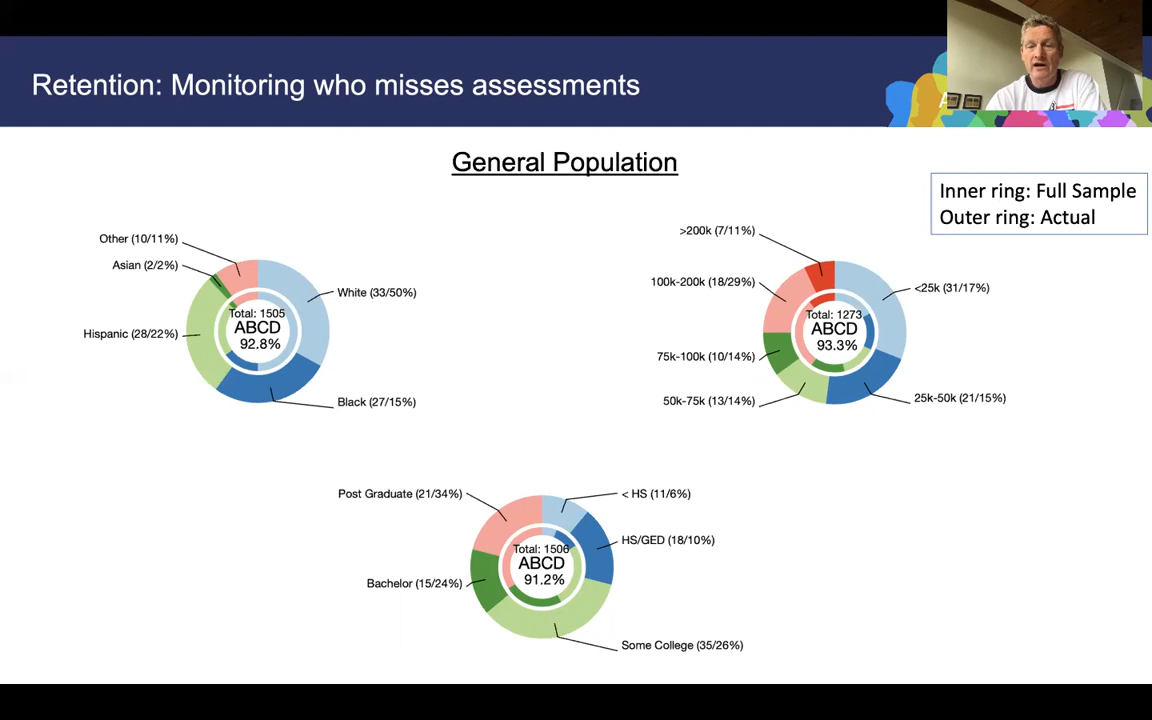 Retention: Monitoring who misses assessments
General Population
Inner ring: Full Sample
Outer ring: Actual
Other (10/11%)
Asian (2/2%)
White (33/50%)
Hispanic (28/22%)
Black (27/15%)
Total: 1505
ABCD
92.8%
>200k (7/11%)
100k-200k (18/29%)
<25k (31/17%)
75k-100k (10/14%)
50k-75k (13/14%)
25k-50k (21/15%)
Total: 1273
ABCD
93.3%
Post Graduate (21/34%)
< HS (11/6%)
HS/GED (18/10%)
Bachelor (15/24%)
Some College (35/26%)
Total: 1506
ABCD
91.2%